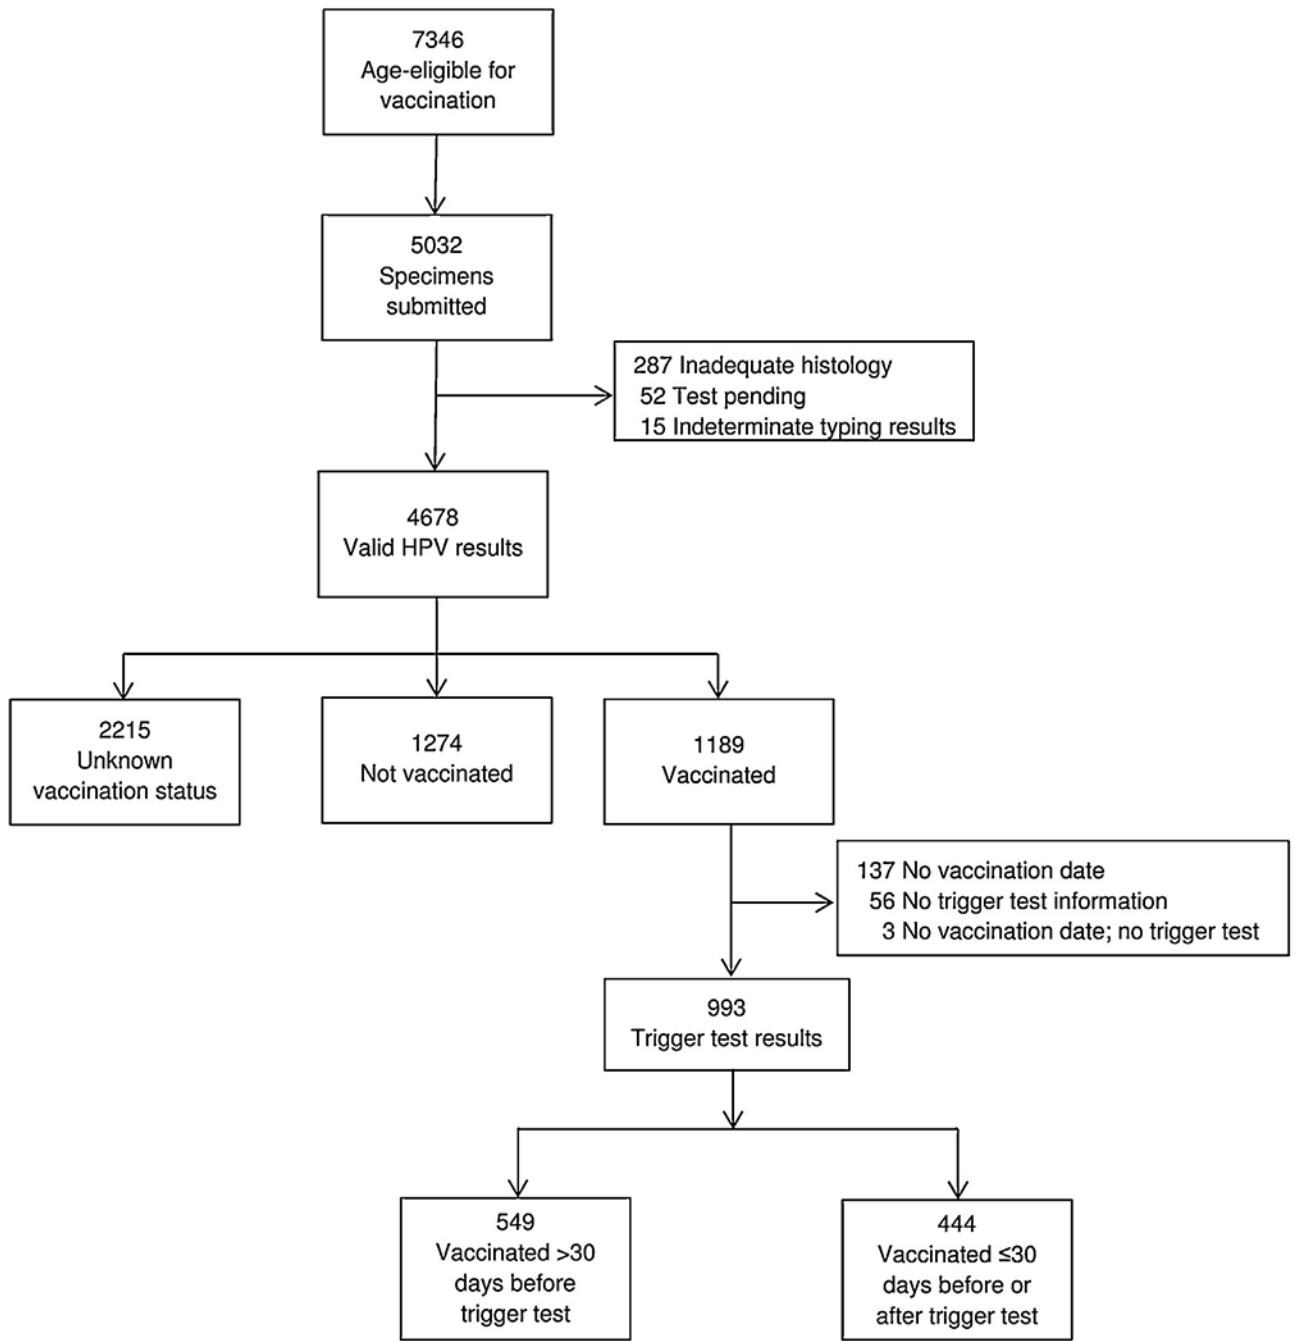 7346
Age-eligible for
vaccination
5032
Specimens
submitted
287 Inadequate histology
52 Test pending
15 Indeterminate typing results
4678
Valid HPV results
2215
Unknown
vaccination status
1274
Not vaccinated
1189
Vaccinated
137 No vaccination date
56 No trigger test information
3 No vaccination date; no trigger test
993
Trigger test results
549
Vaccinated >30
days before
trigger test
444
Vaccinated ≤30
days before or
after trigger test